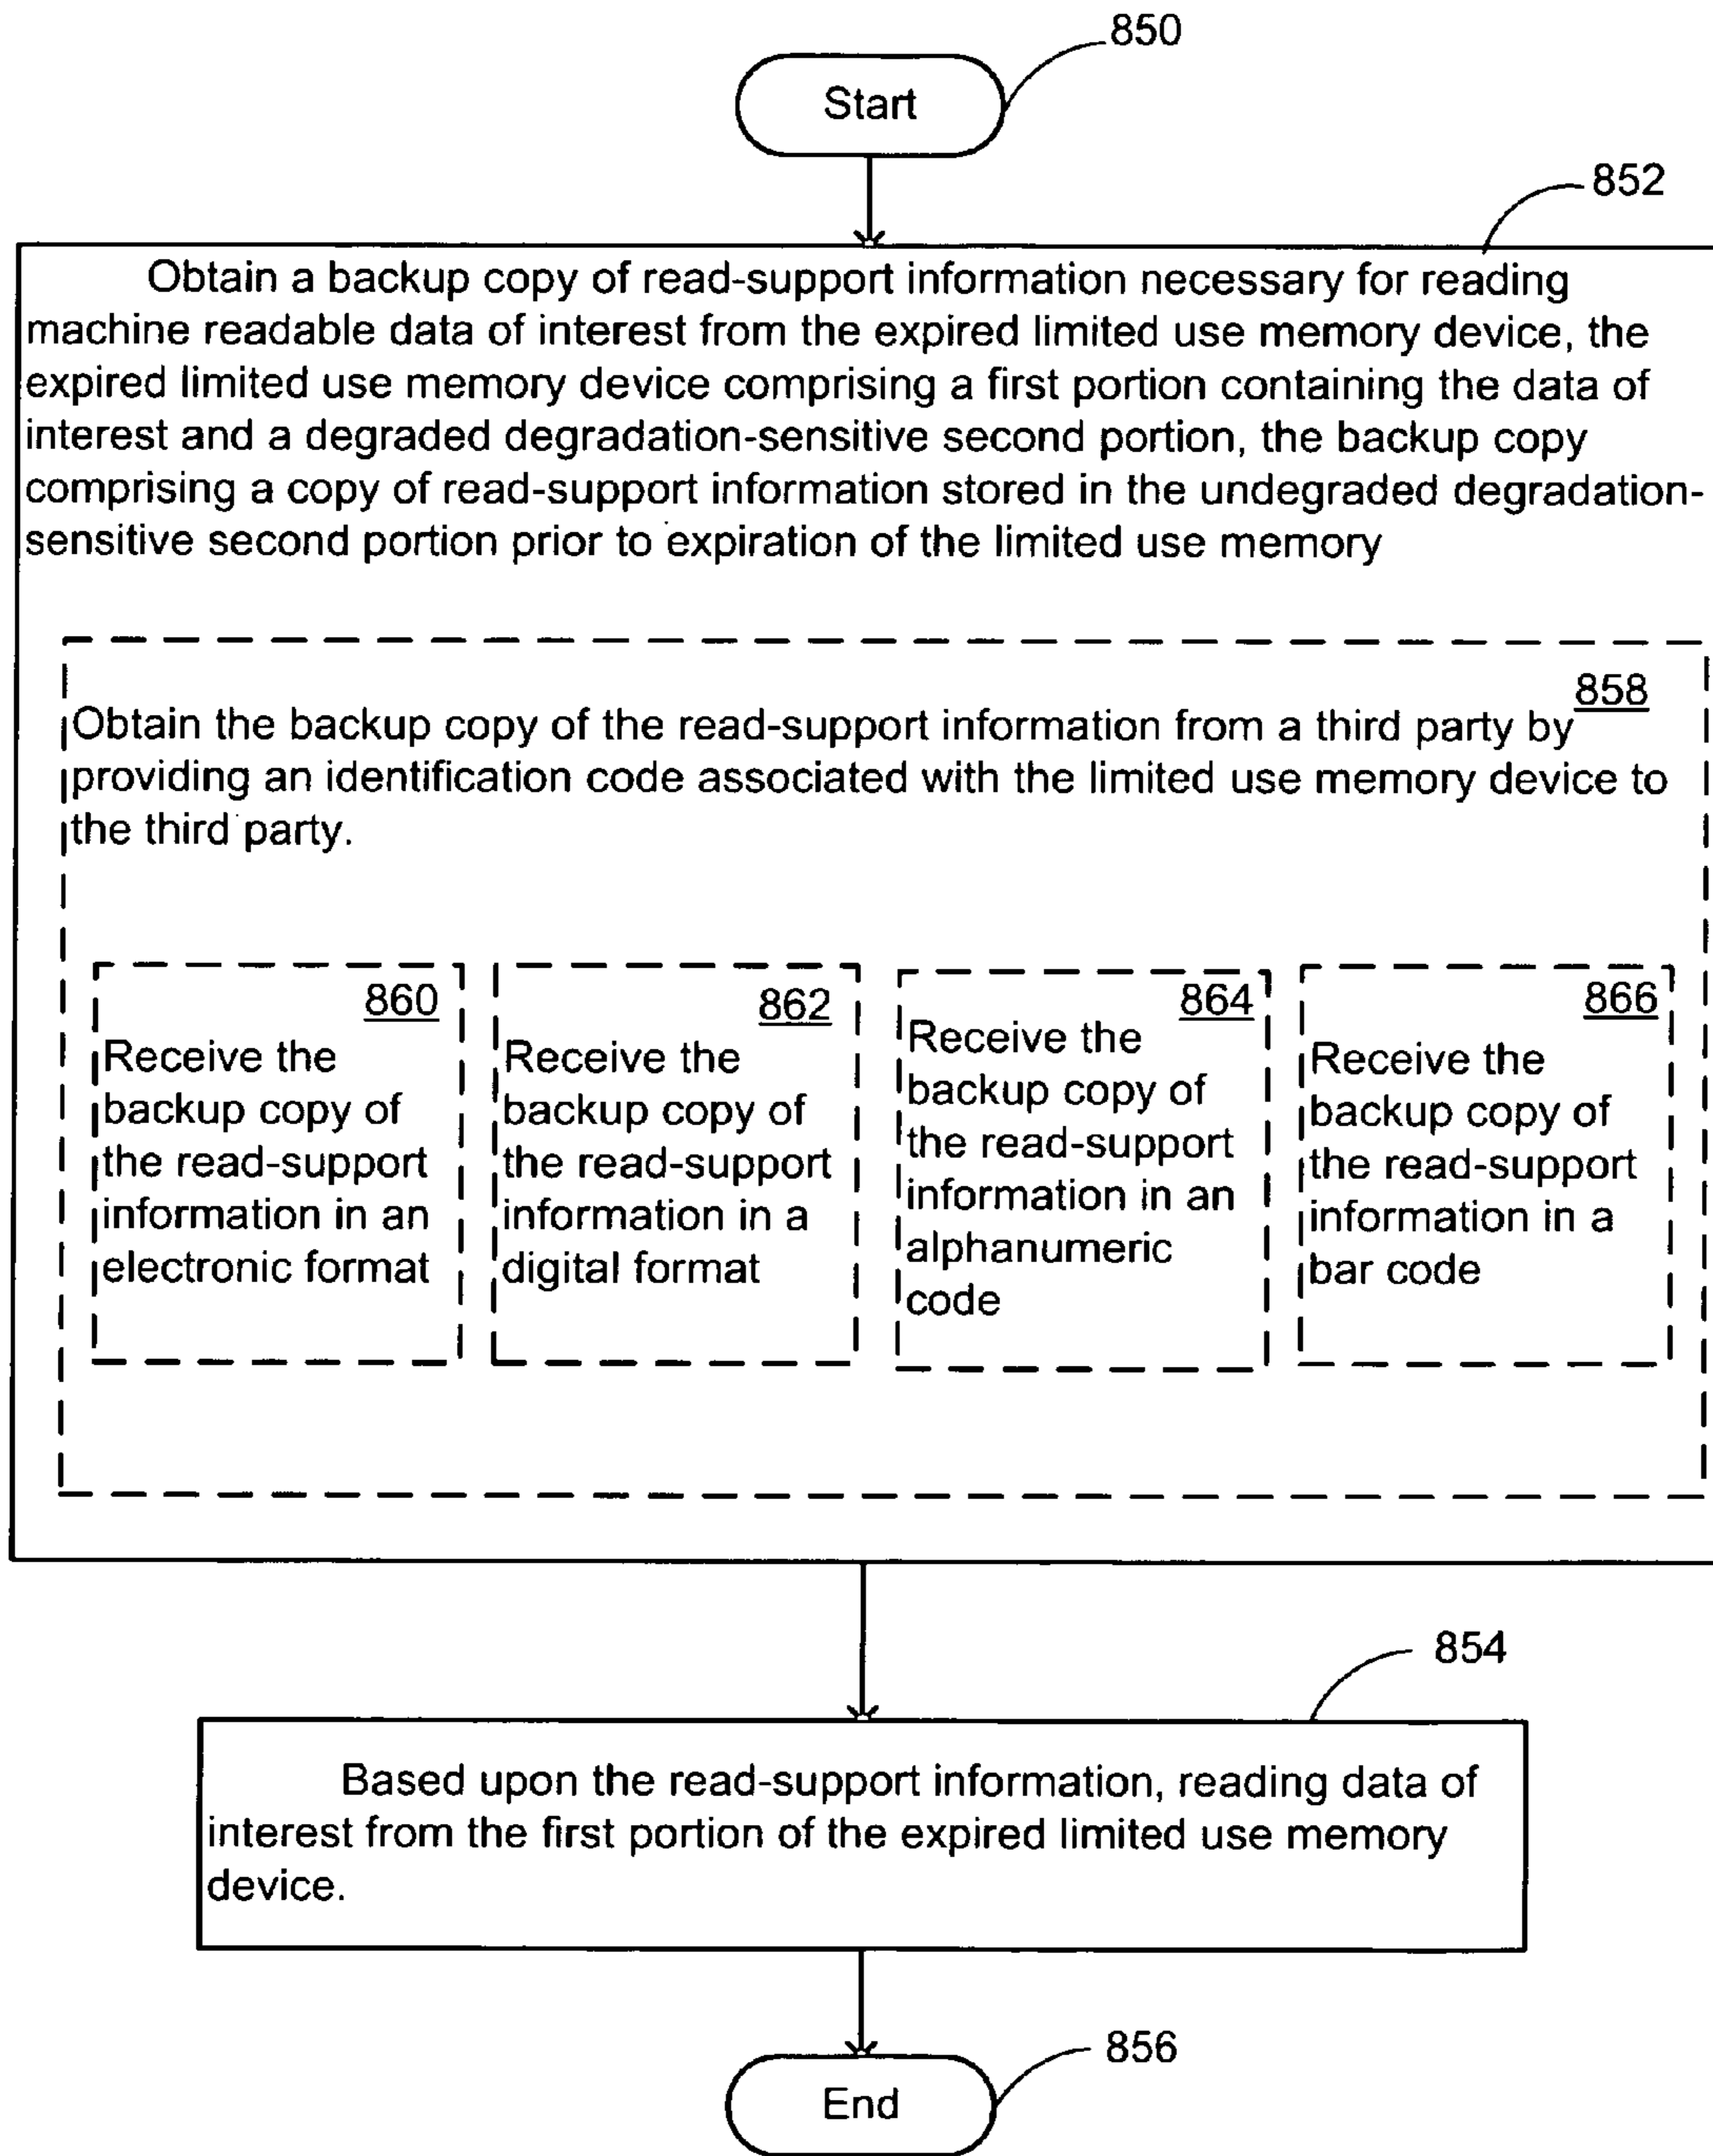 850
Start
852
Obtain a backup copy of read-support information necessary for reading
machine readable data of interest from the expired limited use memory device, the
expired limited use memory device comprising a first portion containing the data of
interest and a degraded degradation-sensitive second portion, the backup copy
comprising a copy of read-support information stored in the undegraded degradation-
sensitive second portion prior to expiration of the limited use memory
858
Obtain the backup copy of the read-support information from a third party by
providing an identification code associated with the limited use memory device to
the third party.
860
Receive the
backup copy of
the read-support
information in an
electronic format
862
Receive the
backup copy of
the read-support
information in a
digital format
864
Receive the
backup copy of
the read-support
information in an
alphanumeric
code
866
Receive the
backup copy of
the read-support
information in a
bar code
854
Based upon the read-support information, reading data of
interest from the first portion of the expired limited use memory
device.
856
End